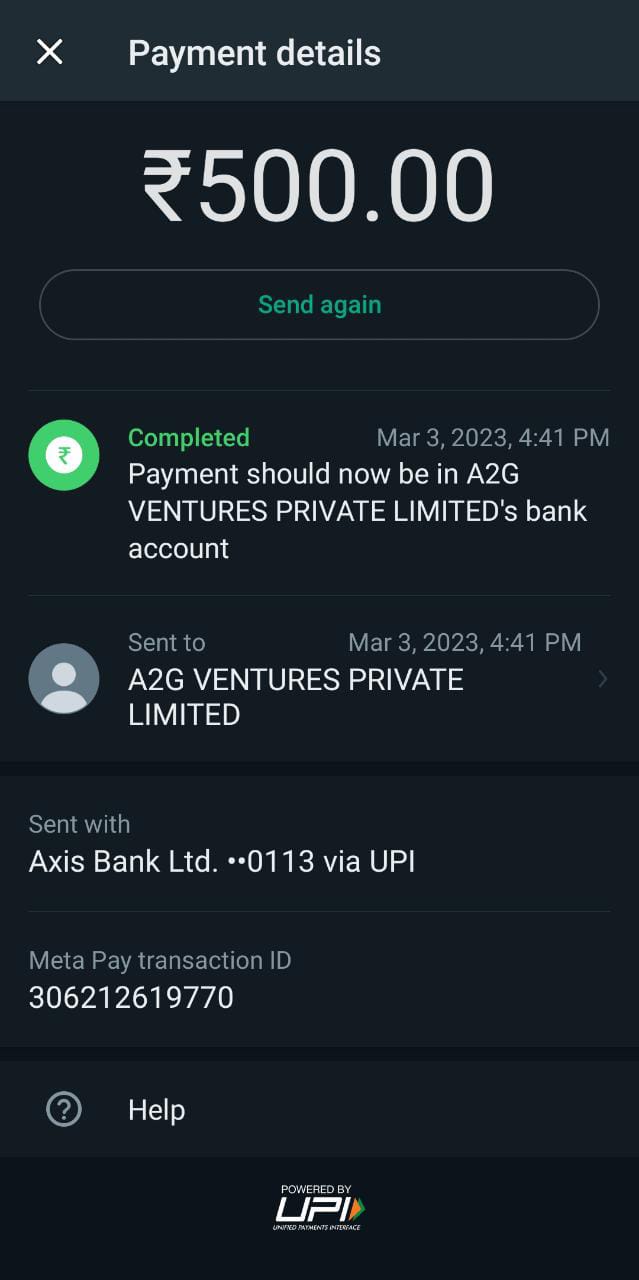 Payment details
₹500.00
Send again
Completed Mar 3, 2023, 4:41 PM
Payment should now be in A2G
VENTURES PRIVATE LIMITED's bank
account
Sent to Mar 3, 2023, 4:41 PM
A2G VENTURES PRIVATE
LIMITED
Sent with
Axis Bank Ltd. ••0113 via UPI
Meta Pay transaction ID
306212619770
Help
POWERED BY
UPI
UNIFIED PAYMENTS INTERFACE